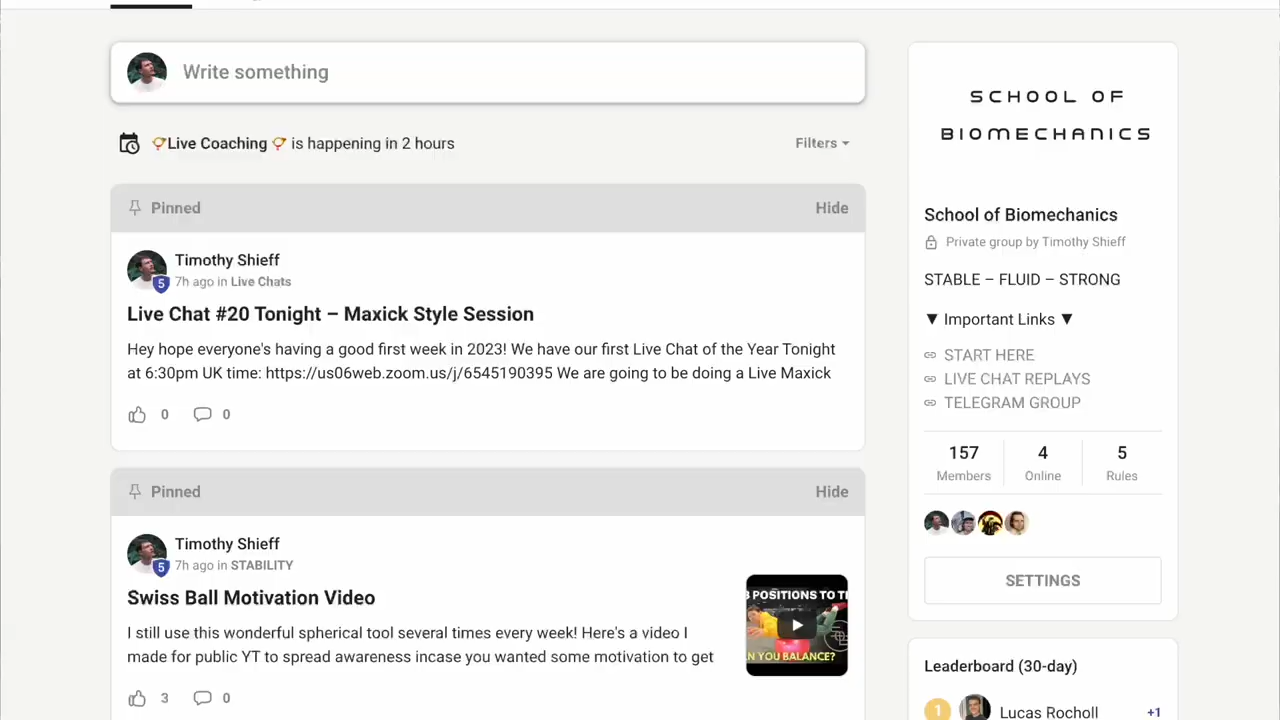 Write something
Live Coaching is happening in 2 hours
Filters
Pinned
Hide
Timothy Shieff
5
7h ago in Live Chats
Live Chat #20 Tonight – Maxick Style Session
Hey hope everyone's having a good first week in 2023! We have our first Live Chat of the Year Tonight
at 6:30pm UK time: https://us06web.zoom.us/j/6545190395 We are going to be doing a Live Maxick
0
0
Pinned
Hide
Timothy Shieff
5
7h ago in STABILITY
Swiss Ball Motivation Video
I still use this wonderful spherical tool several times every week! Here's a video I
made for public YT to spread awareness incase you wanted some motivation to get
3 POSITIONS TO
N YOU BALANCE?
3
0
SCHOOL OF
BIOMECHANICS
School of Biomechanics
Private group by Timothy Shieff
STABLE – FLUID – STRONG
▼ Important Links ▼
START HERE
LIVE CHAT REPLAYS
TELEGRAM GROUP
157
Members
4
Online
5
Rules
SETTINGS
Leaderboard (30-day)
1
Lucas Rocholl
+1